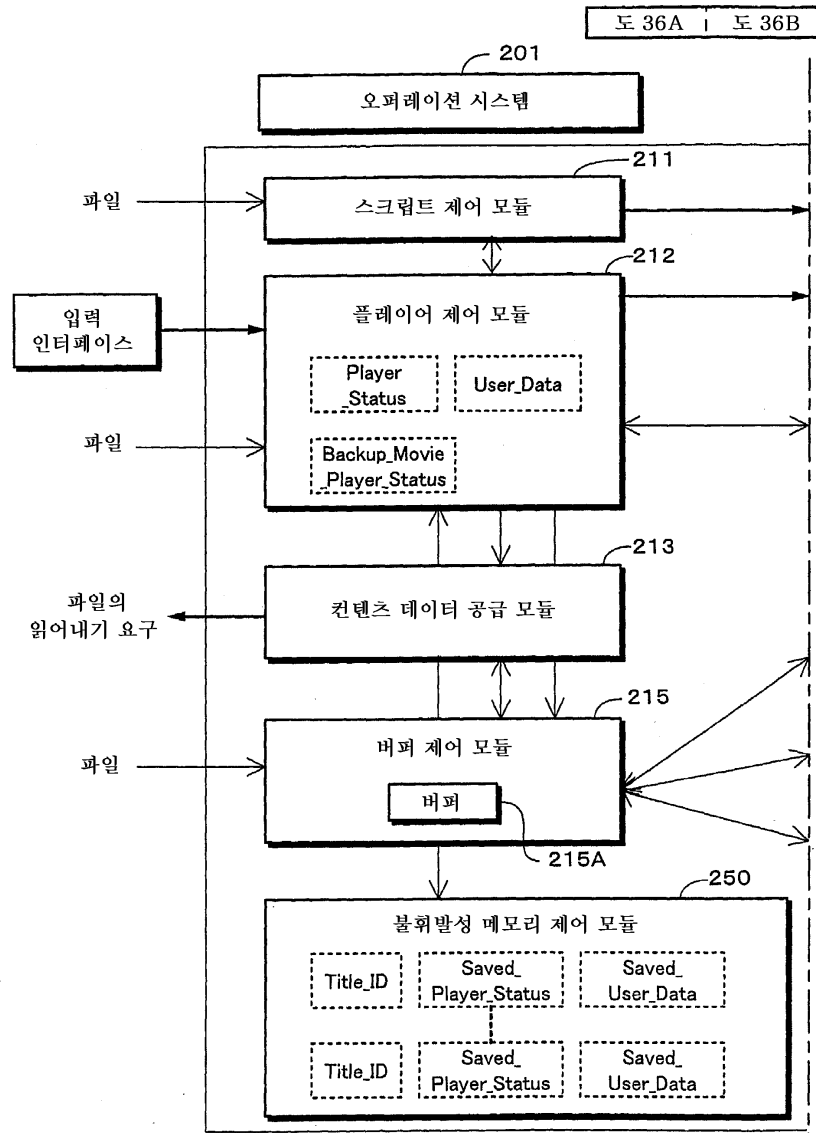 도 36A 도 36B
201
오퍼레이션 시스템
211
파일
스크립트 제어 모듈
212
입력
인터페이스
플레이어 제어 모듈
Player
_Status
User_Data
파일
Backup_Movie
_Player_Status
213
파일의
읽어내기 요구
컨텐츠 데이터 공급 모듈
215
파일
버퍼 제어 모듈
버퍼
215A
250
불휘발성 메모리 제어 모듈
Title_ID
Saved_
Player_Status
Saved_
User_Data
Title_ID
Saved_
Player_Status
Saved_
User_Data